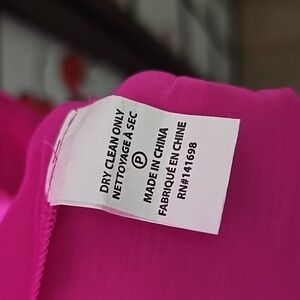 DRY CLEAN ONLY
NETTOYAGE À SEC
P
MADE IN CHINA
FABRIQUÉ EN CHINE
RN#141698